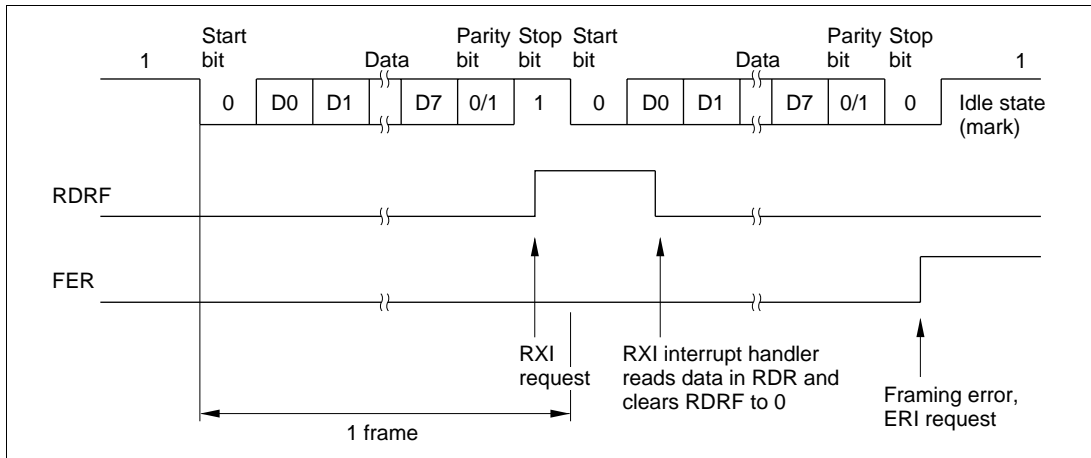 1 Start bit Data Parity bit Stop bit Start bit Data Parity bit Stop bit 1
0 D0 D1 D7 0/1 1 0 D0 D1 D7 0/1 0 Idle state (mark)
RDRF
FER
RXI request
RXI interrupt handler
reads data in RDR and
clears RDRF to 0
Framing error,
ERI request
1 frame